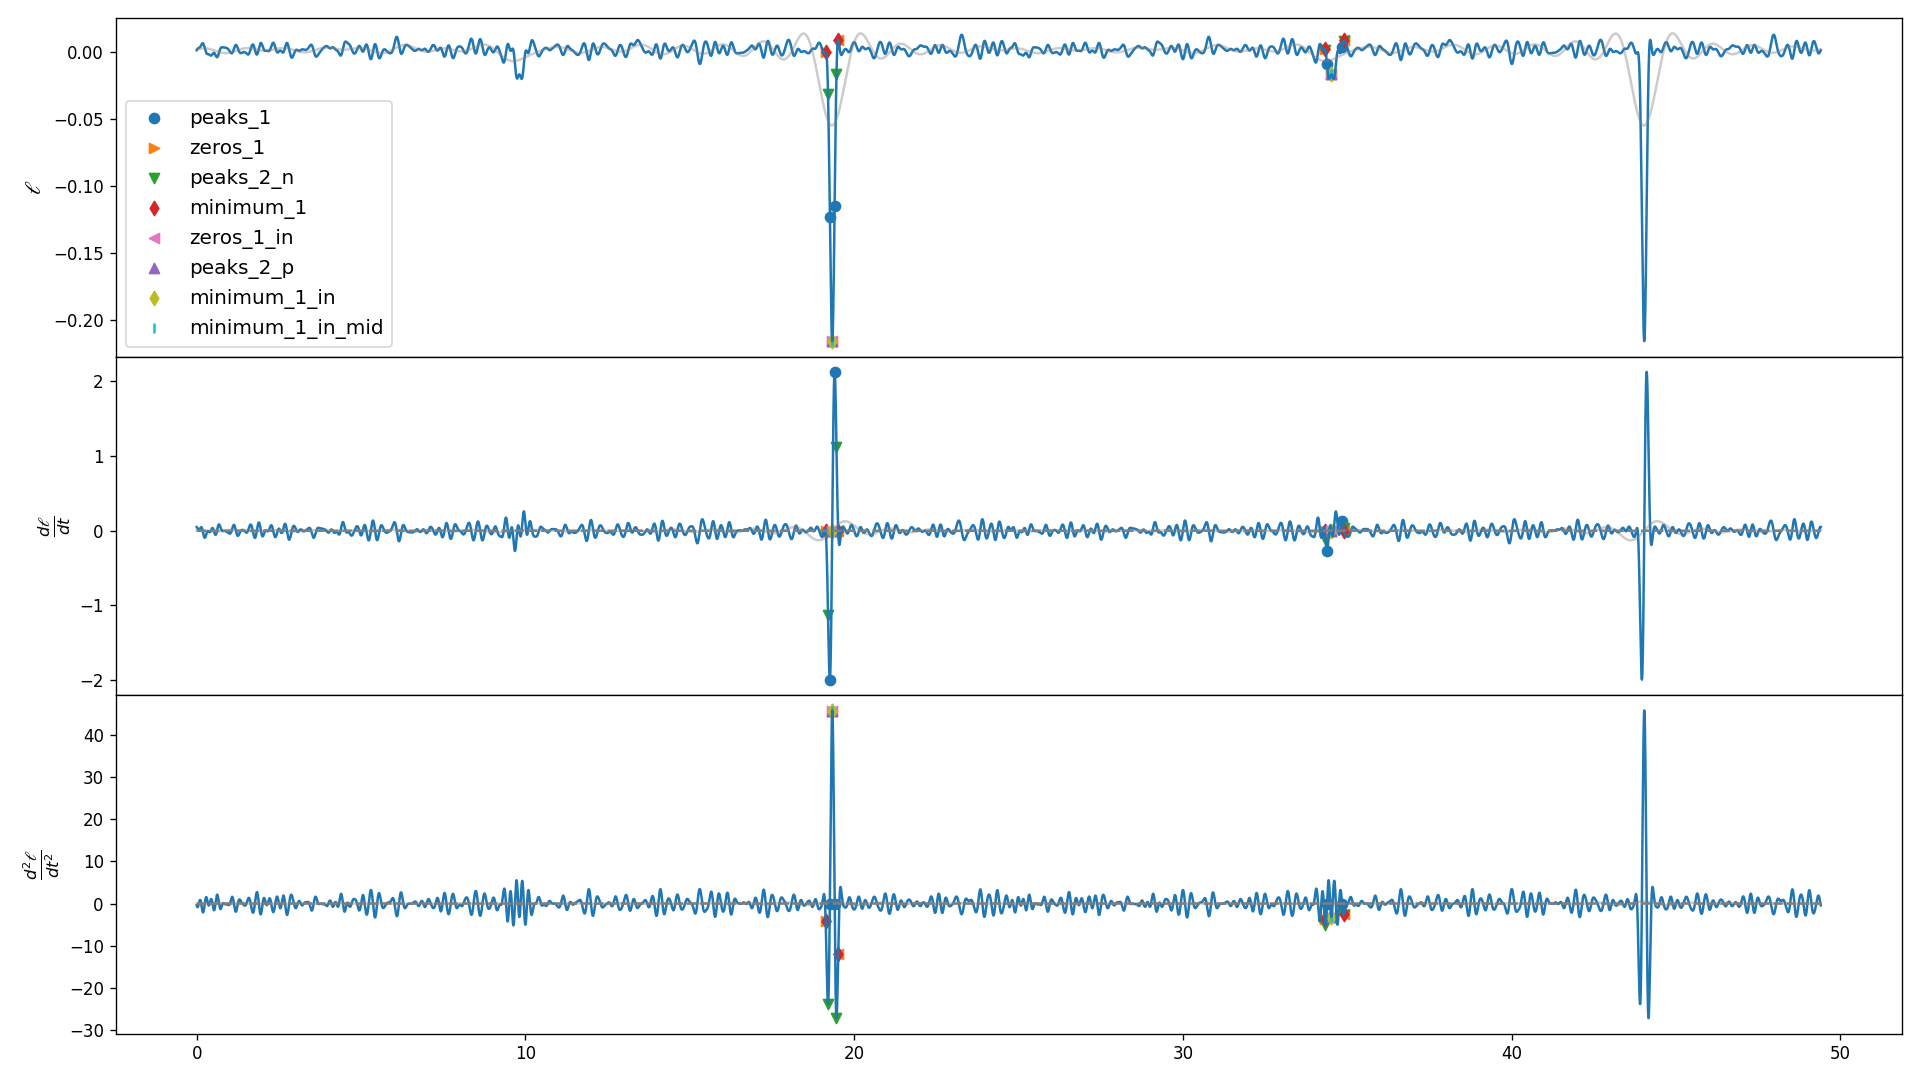 0.00
−0.05
−0.10
−0.15
−0.20
ℓ
peaks_1
zeros_1
peaks_2_n
minimum_1
zeros_1_in
peaks_2_p
minimum_1_in
minimum_1_in_mid
2
1
0
−1
−2
dℓ
dt
40
30
20
10
0
−10
−20
−30
d²ℓ
dt²
0 10 20 30 40 50